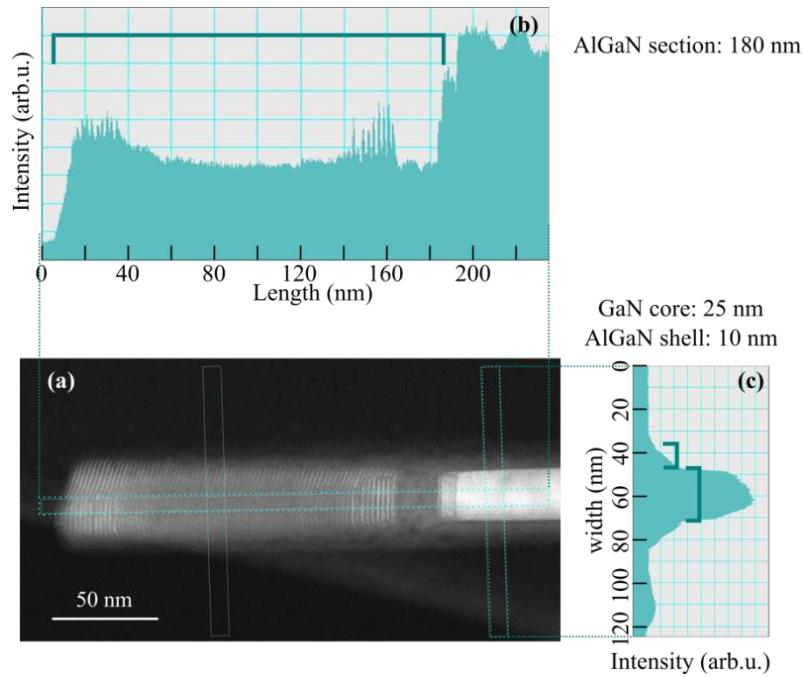 (b)
AlGaN section: 180 nm
Intensity (arb.u.)
0 40 80 120 160 200
Length (nm)
GaN core: 25 nm
AlGaN shell: 10 nm
(a)
50 nm
(c)
0 20 40 60 80 100 120
width (nm)
Intensity (arb.u.)